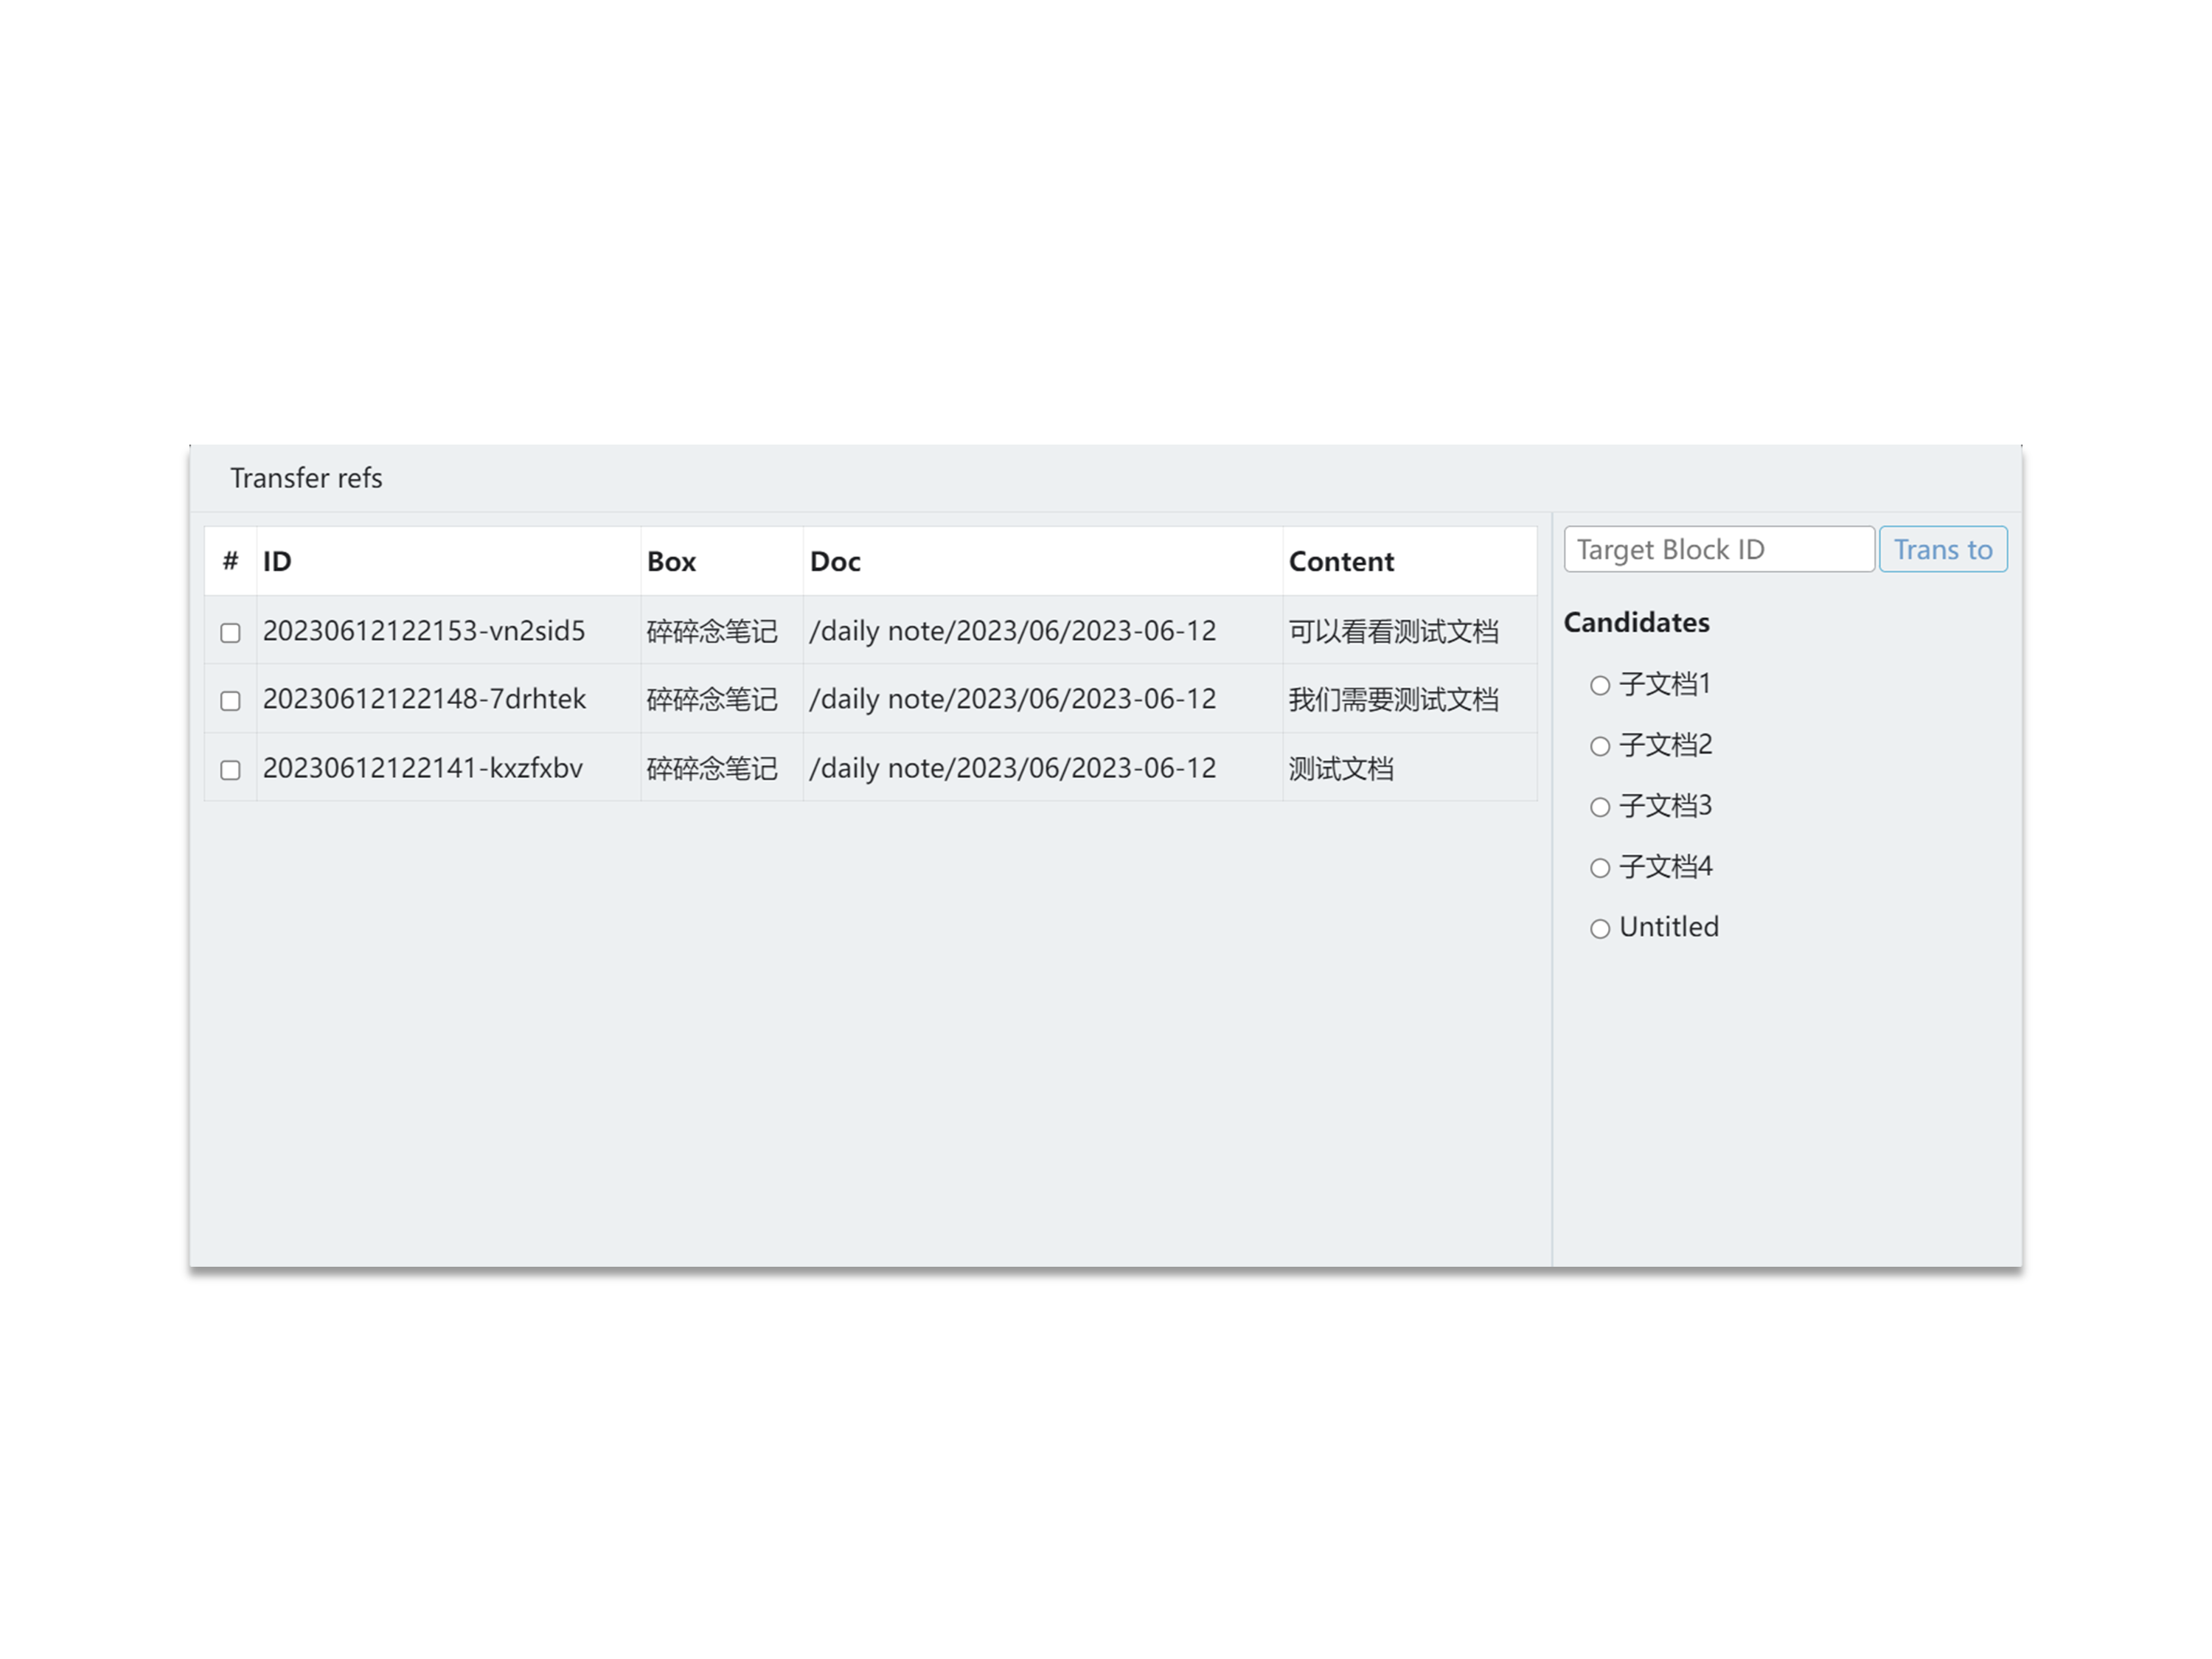 Transfer refs
# ID Box Doc Content
20230612122153-vn2sid5 碎碎念笔记 /daily note/2023/06/2023-06-12 可以看看测试文档
20230612122148-7drhtek 碎碎念笔记 /daily note/2023/06/2023-06-12 我们需要测试文档
20230612122141-kxzfxbv 碎碎念笔记 /daily note/2023/06/2023-06-12 测试文档
Target Block ID Trans to
Candidates
子文档1
子文档2
子文档3
子文档4
Untitled